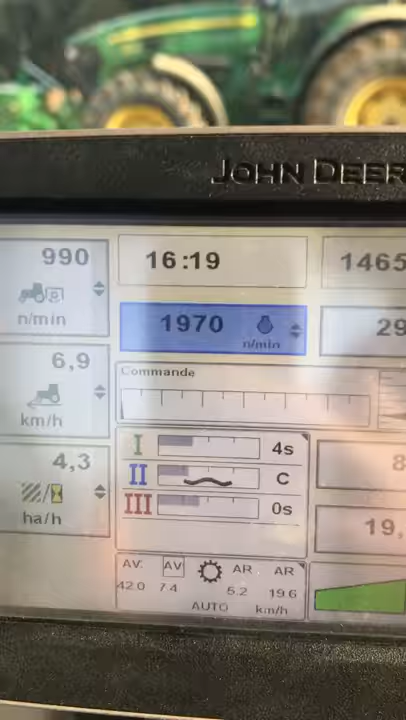 JOHN DEER
990
n/min
16:19
1465
1970
n/min
29
6,9
km/h
Commande
4,3
ha/h
I 4s
II C
III 0s
8
19,
AV. AV AR. AR
42.0 7.4 5.2 19.6
AUTO km/h